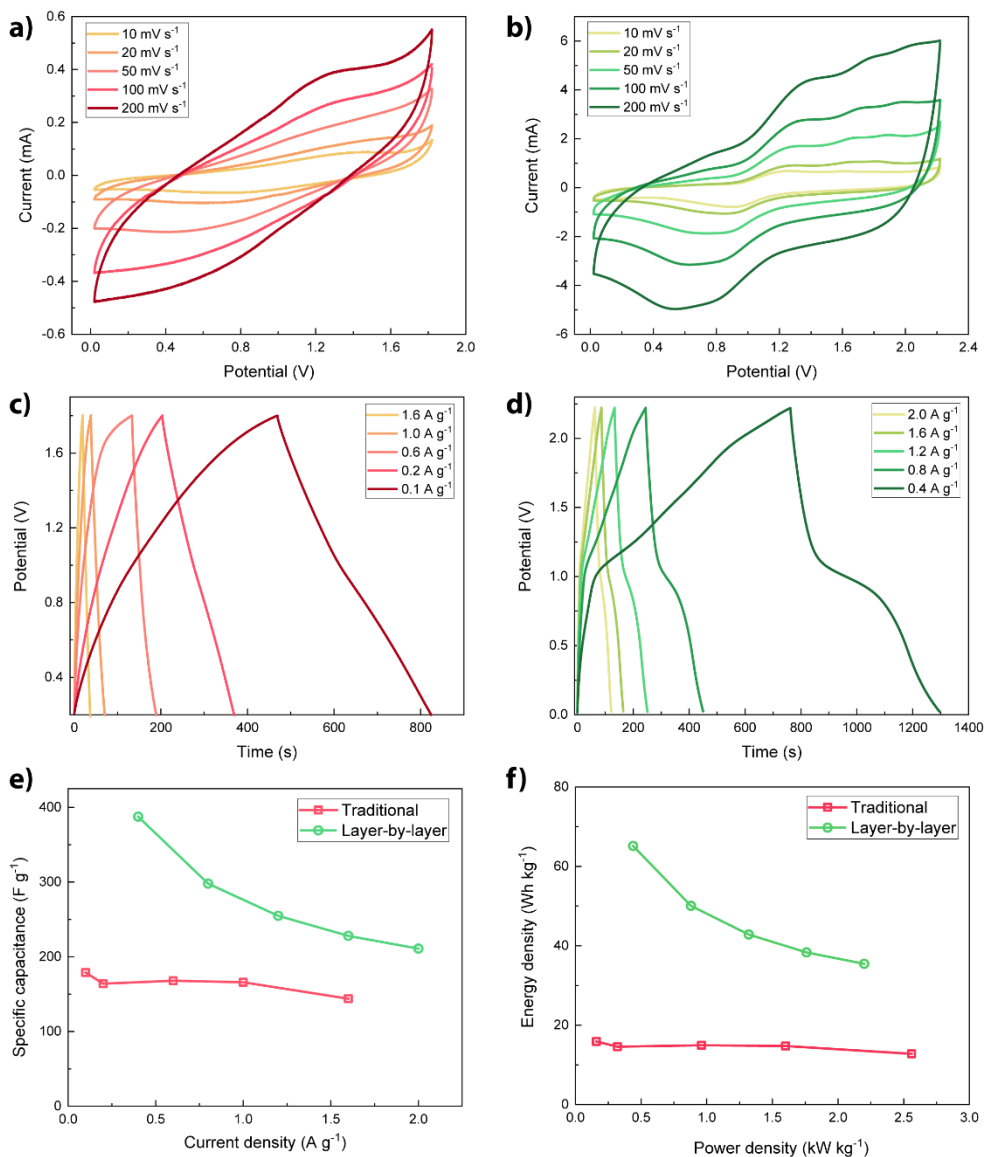 a)
10 mV s⁻¹
20 mV s⁻¹
50 mV s⁻¹
100 mV s⁻¹
200 mV s⁻¹
0.6
0.4
0.2
0.0
-0.2
-0.4
-0.6
Current (mA)
0.0 0.4 0.8 1.2 1.6 2.0
Potential (V)
b)
10 mV s⁻¹
20 mV s⁻¹
50 mV s⁻¹
100 mV s⁻¹
200 mV s⁻¹
6
4
2
0
-2
-4
-6
Current (mA)
0.0 0.4 0.8 1.2 1.6 2.0 2.4
Potential (V)
c)
1.6 A g⁻¹
1.0 A g⁻¹
0.6 A g⁻¹
0.2 A g⁻¹
0.1 A g⁻¹
1.6
1.2
0.8
0.4
Potential (V)
0 200 400 600 800
Time (s)
d)
2.0 A g⁻¹
1.6 A g⁻¹
1.2 A g⁻¹
0.8 A g⁻¹
0.4 A g⁻¹
2.0
1.5
1.0
0.5
0.0
Potential (V)
0 200 400 600 800 1000 1200 1400
Time (s)
e)
Traditional
Layer-by-layer
400
300
200
100
0
Specific capacitance (F g⁻¹)
0.0 0.5 1.0 1.5 2.0
Current density (A g⁻¹)
f)
Traditional
Layer-by-layer
80
60
40
20
0
Energy density (Wh kg⁻¹)
0.0 0.5 1.0 1.5 2.0 2.5 3.0
Power density (kW kg⁻¹)